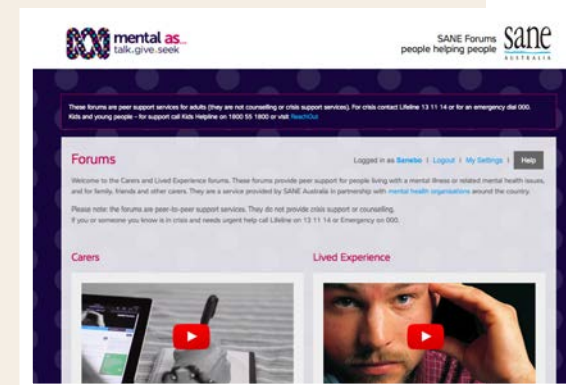 mental as...
talk.give.seek
SANE Forums
people helping people
sane
AUSTRALIA
These forums are peer support services for adults (they are not counselling or crisis support services). For crisis contact Lifeline 13 11 14 or for an emergency dial 000.
Kids and young people - for support call Kids Helpline on 1800 55 1800 or visit ReachOut
Forums
Logged in as Sanebo | Logout | My Settings | Help
Welcome to the Carers and Lived Experience forums. These forums provide peer support for people living with a mental illness or related mental health issues,
and for family, friends and other carers. They are a service provided by SANE Australia in partnership with mental health organisations around the country.
Please note: the forums are peer-to-peer support services. They do not provide crisis support or counselling.
If you or someone you know is in crisis and needs urgent help call Lifeline on 13 11 14 or Emergency on 000.
Carers
Lived Experience